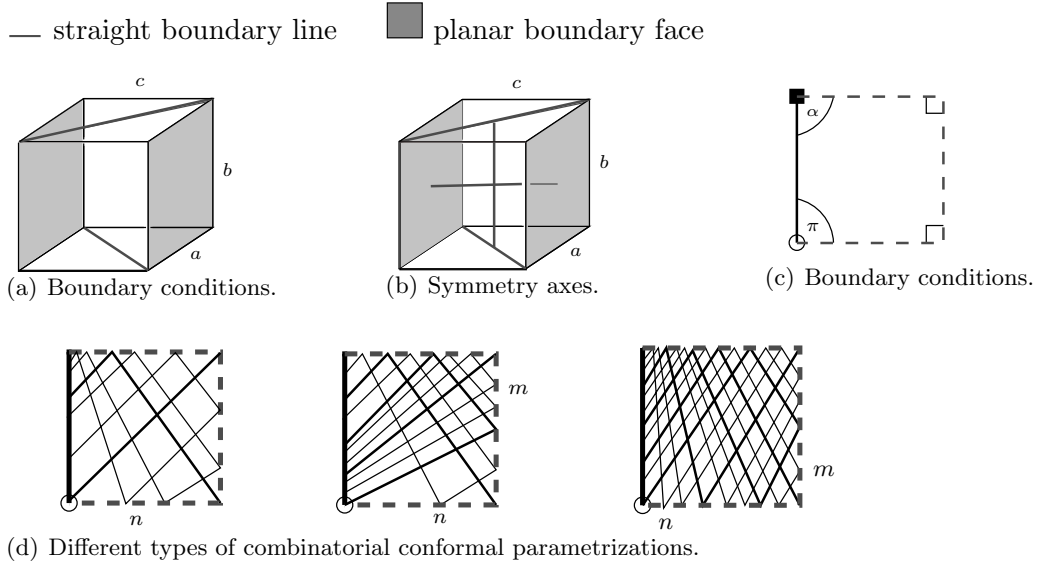 straight boundary line planar boundary face
c c
α
b b
π
a a
(a) Boundary conditions. (b) Symmetry axes. (c) Boundary conditions.
m
m
n n n
(d) Different types of combinatorial conformal parametrizations.